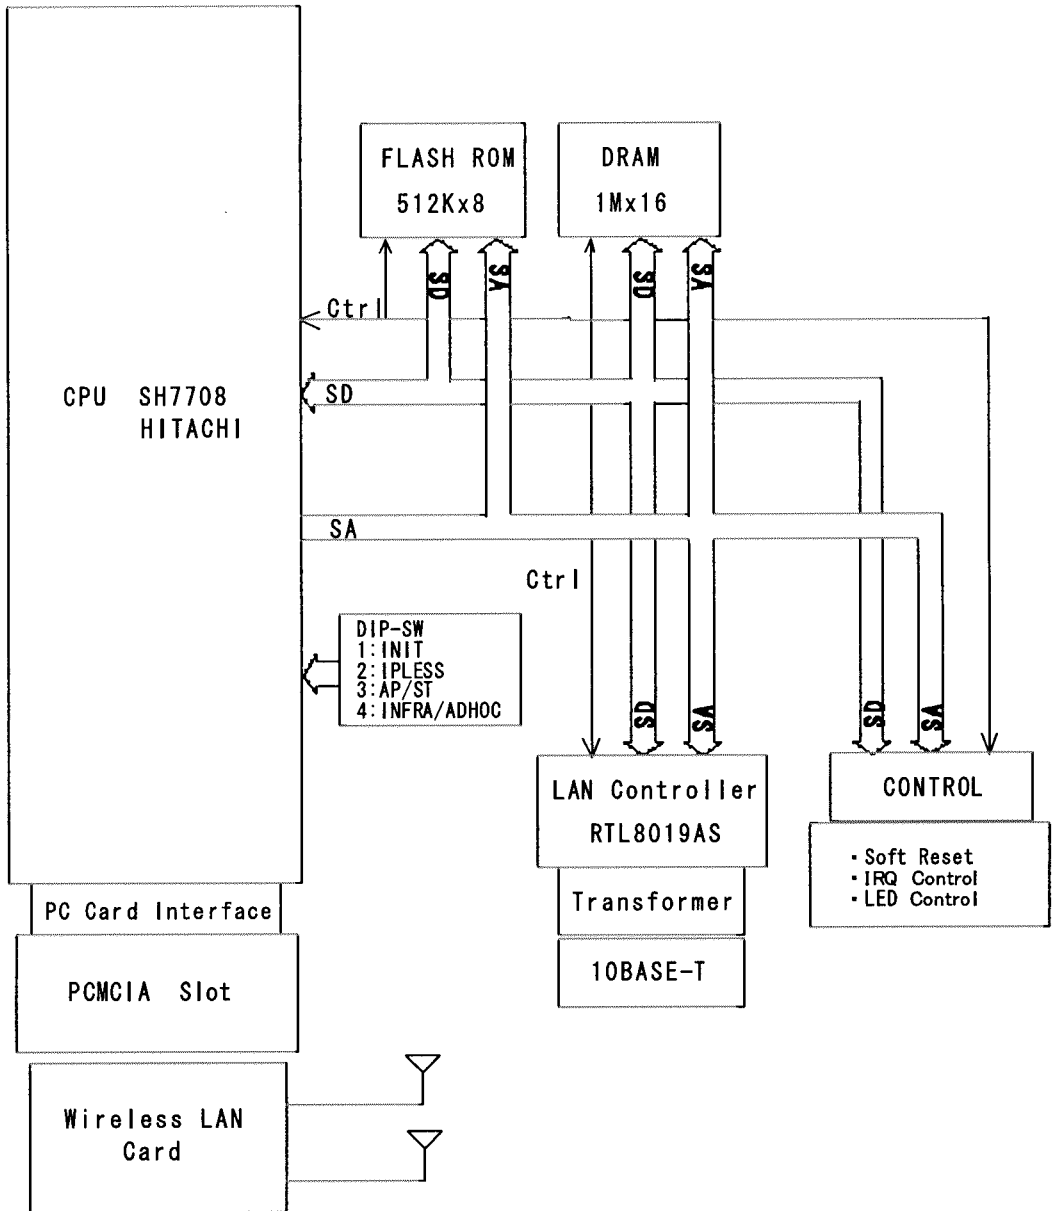 FLASH ROM
512Kx8
DRAM
1Mx16
SD
SA
SD
SA
Ctrl
CPU SH7708
HITACHI
SD
SA
Ctrl
DIP-SW
1:INIT
2:IPLESS
3:AP/ST
4:INFRA/ADHOC
SD
SA
SD
SA
LAN Controller
RTL8019AS
CONTROL
・Soft Reset
・IRQ Control
・LED Control
Transformer
10BASE-T
PC Card Interface
PCMCIA Slot
Wireless LAN
Card